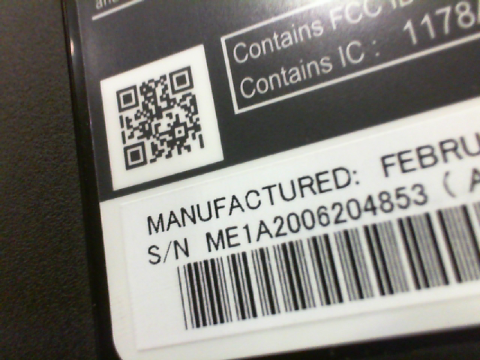 Contains FCC ID
Contains IC : 1178
MANUFACTURED: FEBRU
S/N ME1A2006204853 ( A